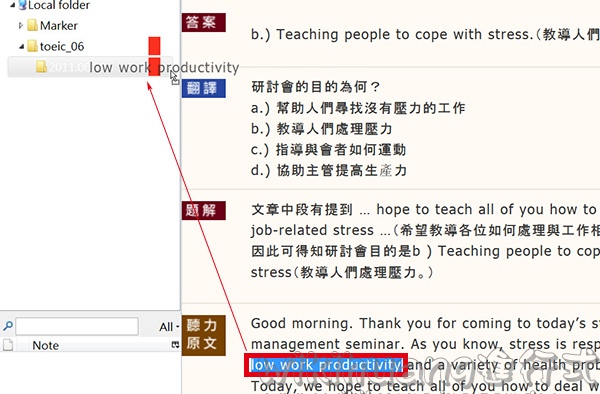 Local folder
Marker
toeic_06
low work productivity
All
Note
答案
b.) Teaching people to cope with stress.(教導人們
翻譯
研討會的目的為何?
a.) 幫助人們尋找沒有壓力的工作
b.) 教導人們處理壓力
c.) 指導與會者如何運動
d.) 協助主管提高生產力
題解
文章中段有提到 ... hope to teach all of you how to
job-related stress ...(希望教導各位如何處理與工作相
因此可得知研討會目的是b ) Teaching people to cop
stress(教導人們處理壓力。)
聽力
原文
Good morning. Thank you for coming to today's s
management seminar. As you know, stress is resp
low work productivity and a variety of health prob
Today, we hope to teach all of you how to deal w
進行式